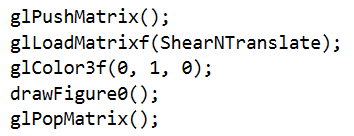 glPushMatrix();
glLoadMatrixf(ShearNTranslate);
glColor3f(0, 1, 0);
drawFigure0();
glPopMatrix();